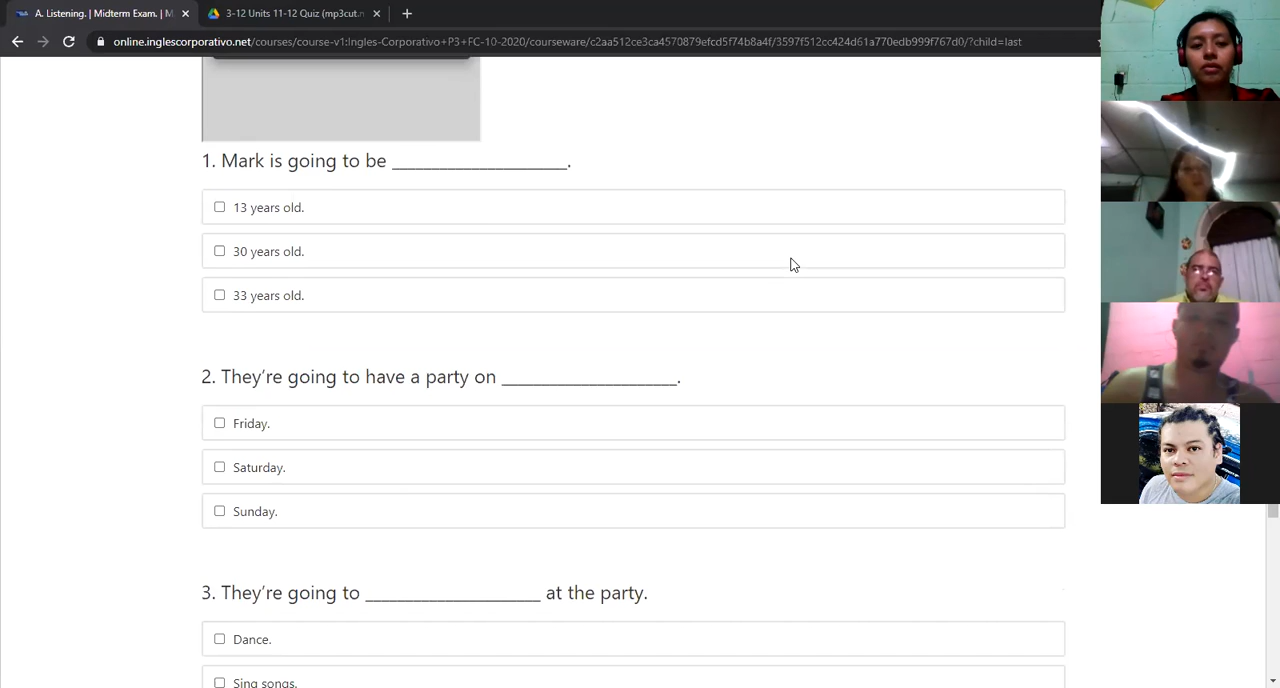 A. Listening. | Midterm Exam. | M
3-12 Units 11-12 Quiz (mp3cut.n
online.inglescorporativo.net/courses/course-v1:Ingles-Corporativo+P3+FC-10-2020/courseware/c2aa512ce3ca4570879efcd5f74b8a4f/3597f512cc424d61a770edb999f767d0/?child=last
1. Mark is going to be ___________________.
13 years old.
30 years old.
33 years old.
2. They’re going to have a party on ___________________.
Friday.
Saturday.
Sunday.
3. They’re going to ___________________ at the party.
Dance.
Sing songs.